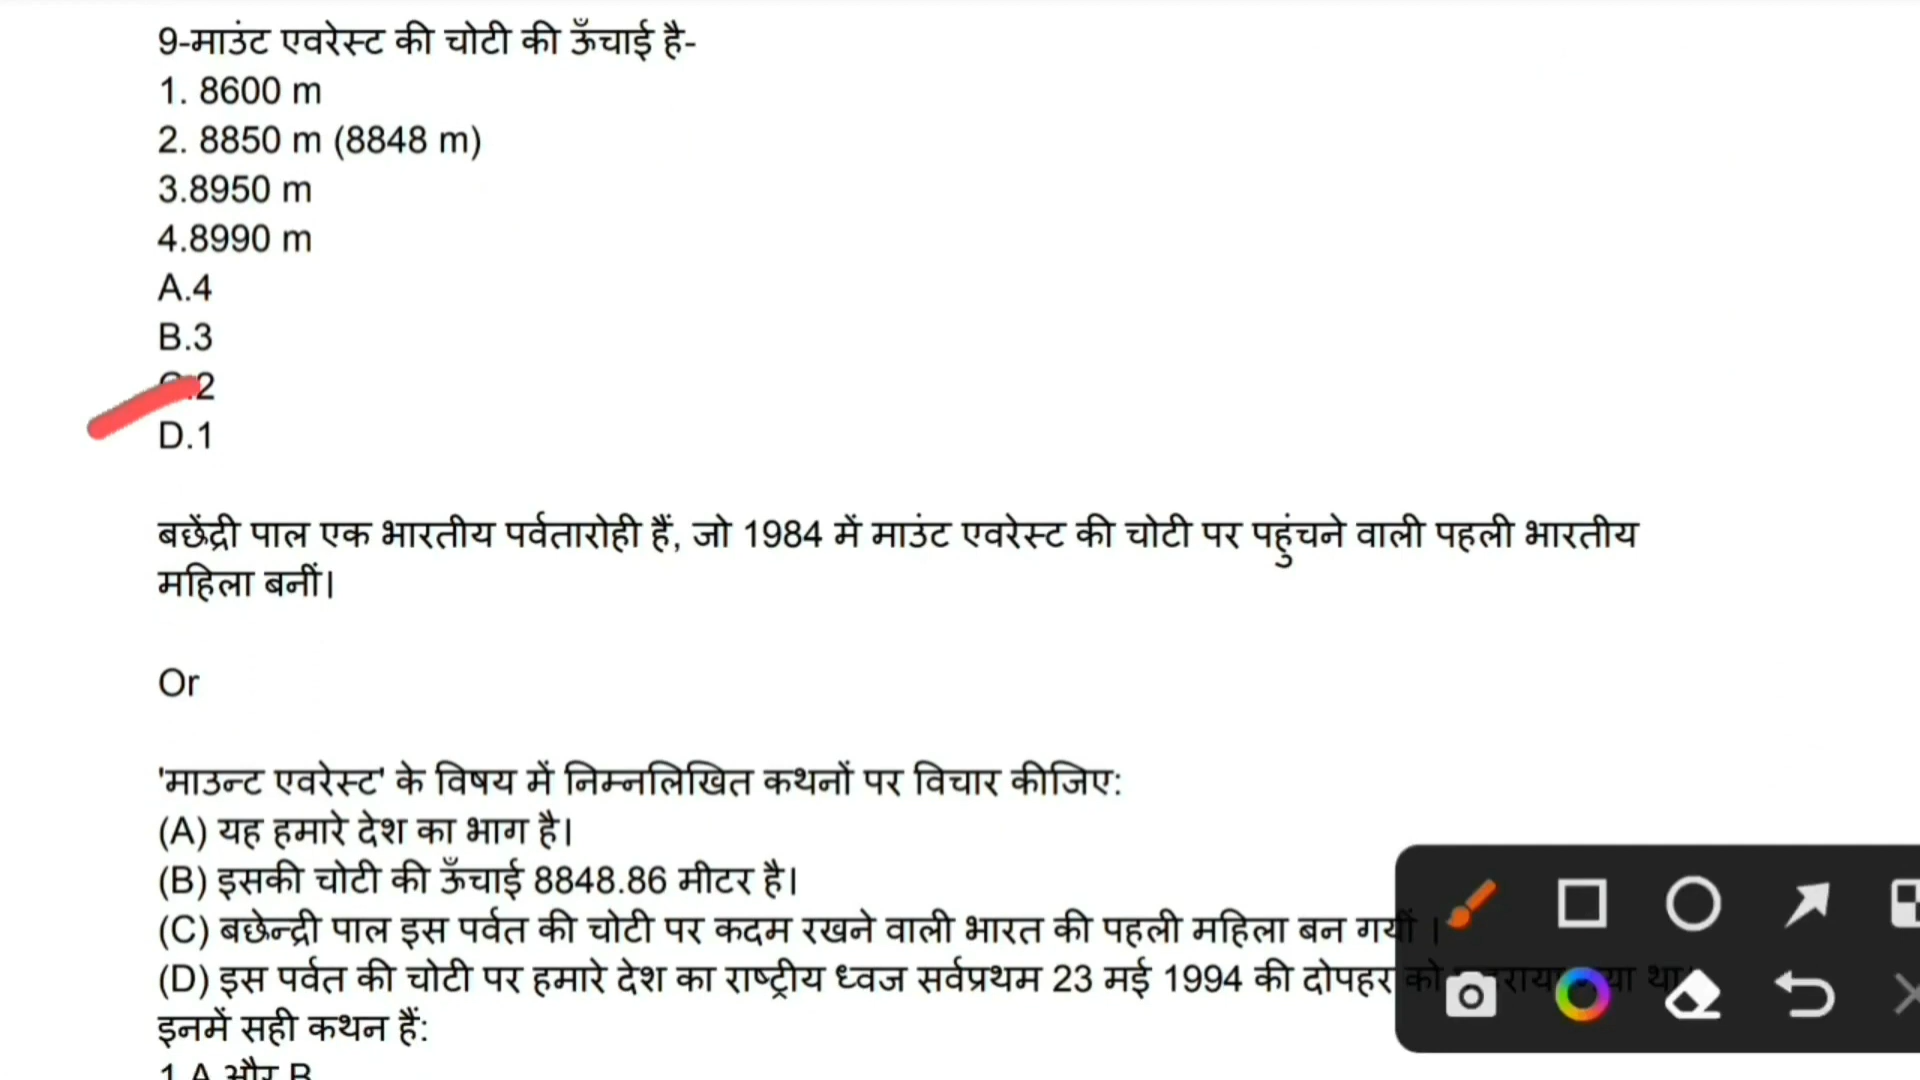 9-माउंट एवरेस्ट की चोटी की ऊँचाई है-
1. 8600 m
2. 8850 m (8848 m)
3.8950 m
4.8990 m
A.4
B.3
C.2
D.1
बछेंद्री पाल एक भारतीय पर्वतारोही हैं, जो 1984 में माउंट एवरेस्ट की चोटी पर पहुंचने वाली पहली भारतीय
महिला बनीं।
Or
'माउन्ट एवरेस्ट' के विषय में निम्नलिखित कथनों पर विचार कीजिए:
(A) यह हमारे देश का भाग है।
(B) इसकी चोटी की ऊँचाई 8848.86 मीटर है।
(C) बछेन्द्री पाल इस पर्वत की चोटी पर कदम रखने वाली भारत की पहली महिला बन गयीं ।
(D) इस पर्वत की चोटी पर हमारे देश का राष्ट्रीय ध्वज सर्वप्रथम 23 मई 1994 की दोपहर को था।
इनमें सही कथन हैं:
1 A और B